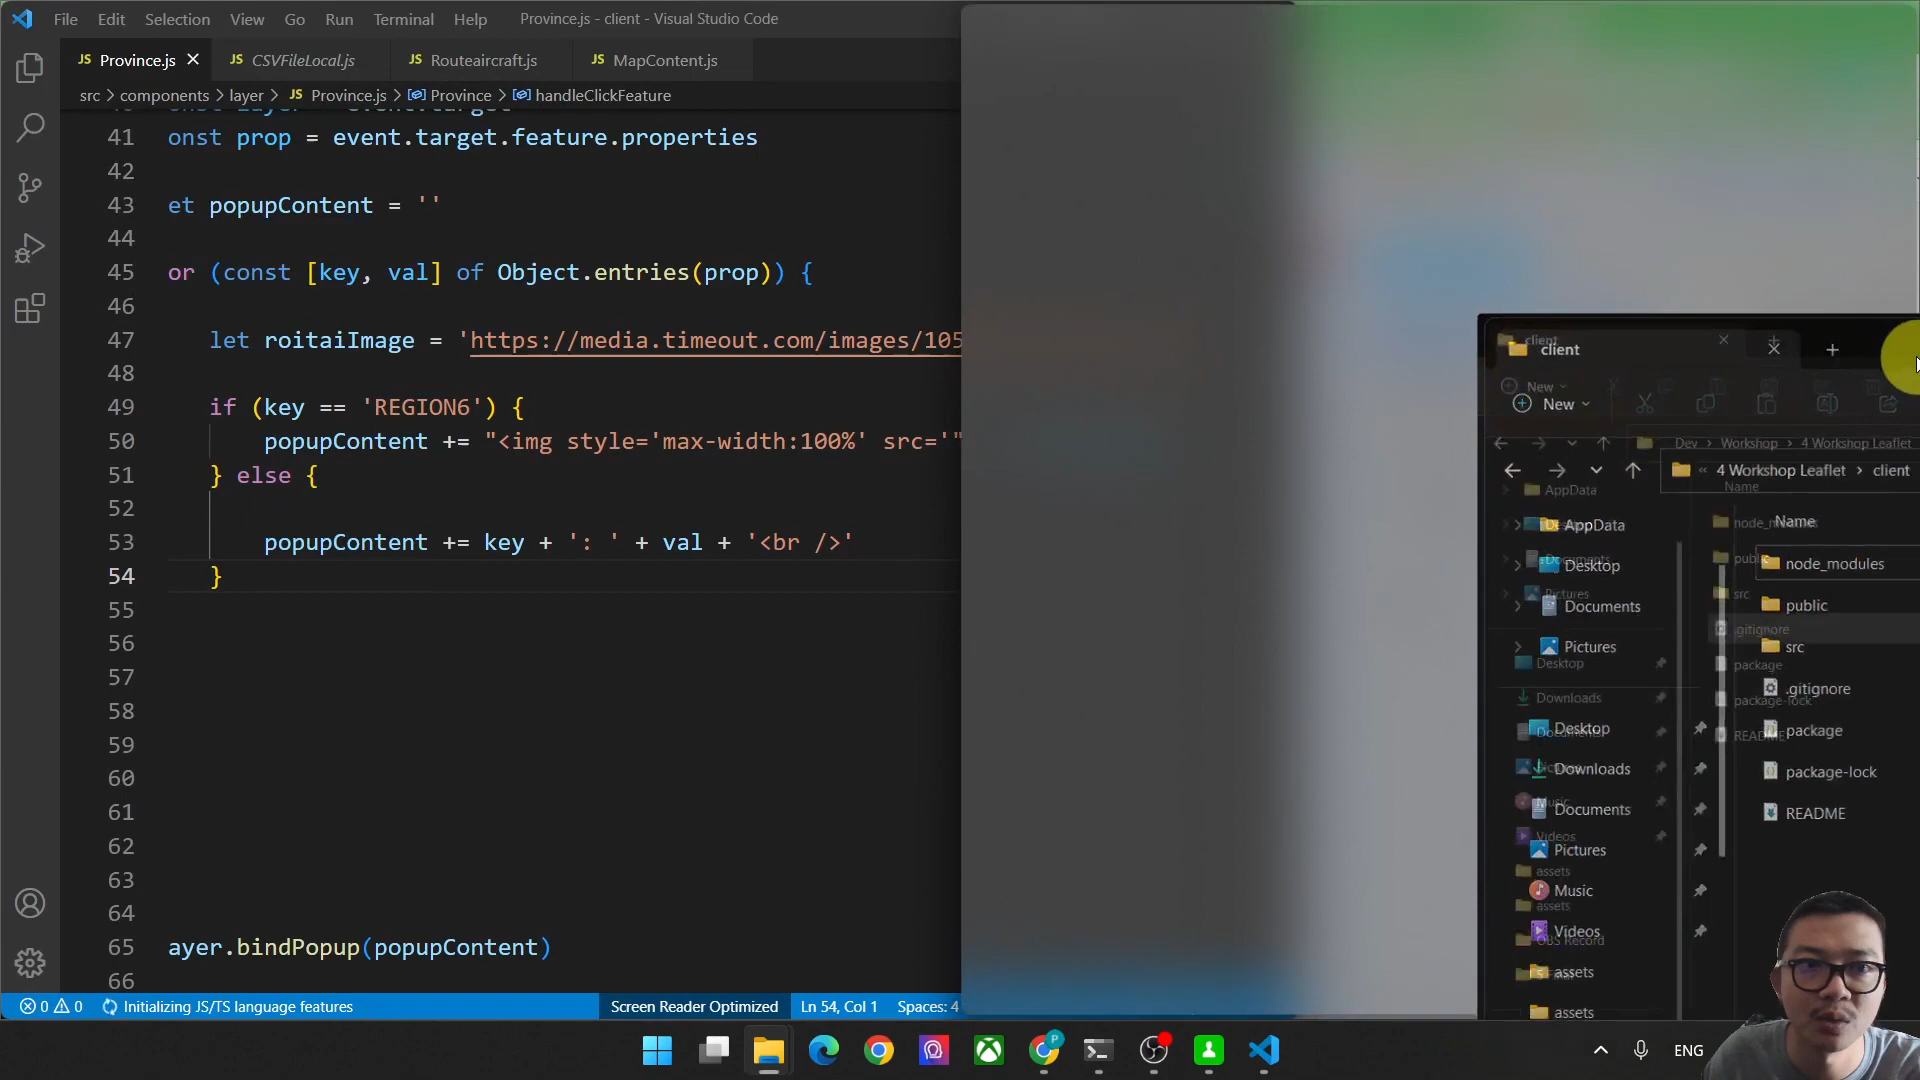 File Edit Selection View Go Run Terminal Help Province.js - client - Visual Studio Code
JS Province.js JS CSVFileLocal.js JS Routeaircraft.js JS MapContent.js
src > components > layer > JS Province.js > Province > handleClickFeature
41 onst prop = event.target.feature.properties
42
43 et popupContent = ''
44
45 or (const [key, val] of Object.entries(prop)) {
46
47 let roitaiImage = 'https://media.timeout.com/images/105
48
49 if (key == 'REGION6') {
50 popupContent += "<img style='max-width:100%' src='"
51 } else {
52
53 popupContent += key + ': ' + val + '<br />'
54 }
55
56
57
58
59
60
61
62
63
64
65 ayer.bindPopup(popupContent)
66
0 0 Initializing JS/TS language features Screen Reader Optimized Ln 54, Col 1 Spaces: 4
client
client
New
New
Dev > Workshop > 4 Workshop Leaflet
4 Workshop Leaflet > client
Name
Name
AppData
AppData
Desktop
Documents
Pictures
Pictures
Desktop
Downloads
Desktop
Downloads
Documents
Pictures
Music
Videos
Videos
assets
assets
OBS Record
assets
assets
node_modules
public
src
src
.gitignore
.gitignore
package
package
package-lock
package-lock
README
README
ENG